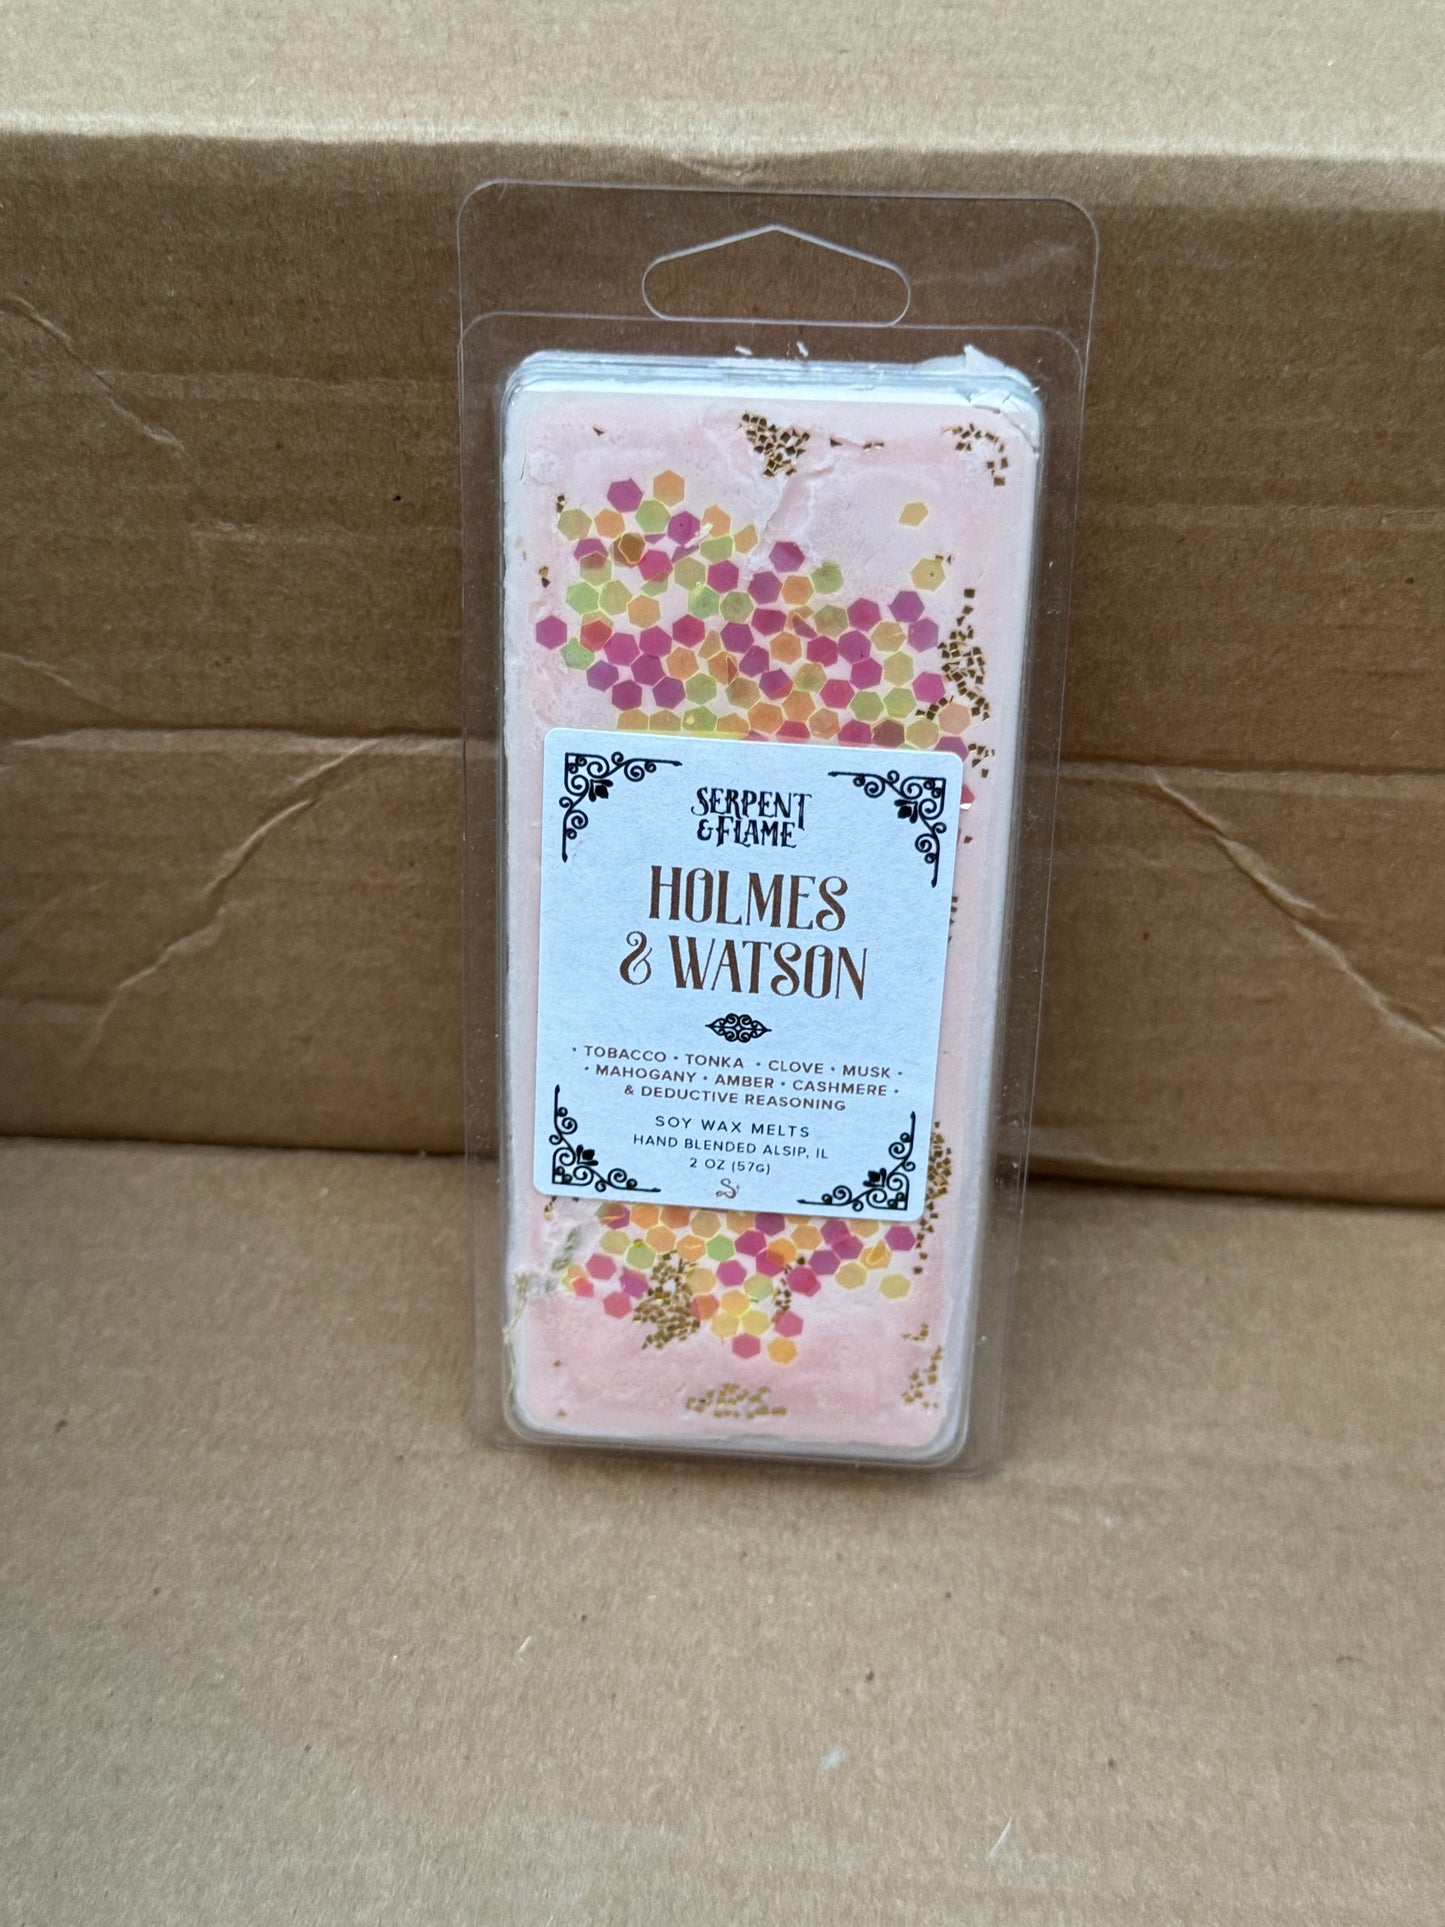 SERPENT
& FLAME
HOLMES
& WATSON
• TOBACCO • TONKA • CLOVE • MUSK •
• MAHOGANY • AMBER • CASHMERE •
& DEDUCTIVE REASONING
SOY WAX MELTS
HAND BLENDED ALSIP, IL
2 OZ (57G)